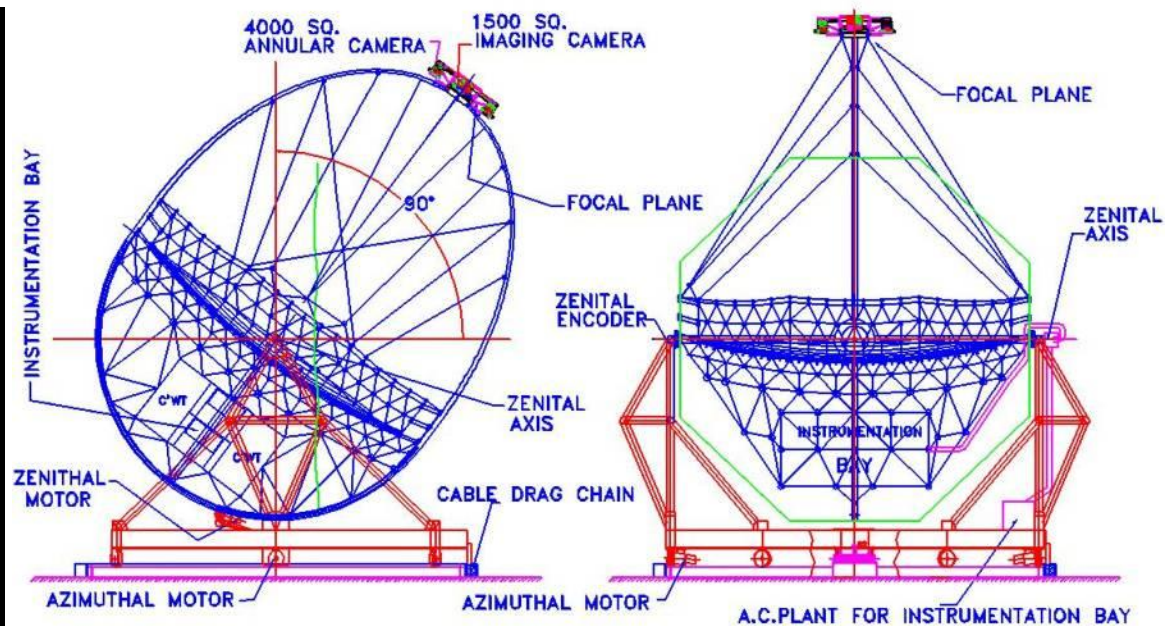 4000 SQ.
ANNULAR CAMERA
1500 SQ.
IMAGING CAMERA
INSTRUMENTATION BAY
90°
FOCAL PLANE
C'WT
C'WT
ZENITAL
AXIS
ZENITHAL
MOTOR
CABLE DRAG CHAIN
AZIMUTHAL MOTOR
FOCAL PLANE
ZENITAL
AXIS
ZENITAL
ENCODER
INSTRUMENTATION
BAY
AZIMUTHAL MOTOR
A.C.PLANT FOR INSTRUMENTATION BAY